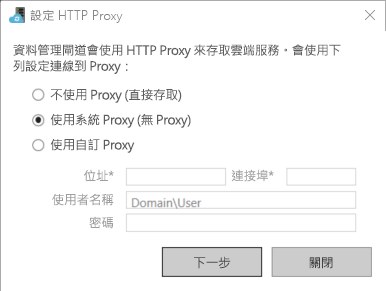 設定 HTTP Proxy
資料管理閘道會使用 HTTP Proxy 來存取雲端服務。會使用下
列設定連線到 Proxy：
不使用 Proxy (直接存取)
使用系統 Proxy (無 Proxy)
使用自訂 Proxy
位址* 連接埠*
使用者名稱 Domain\User
密碼
下一步 關閉